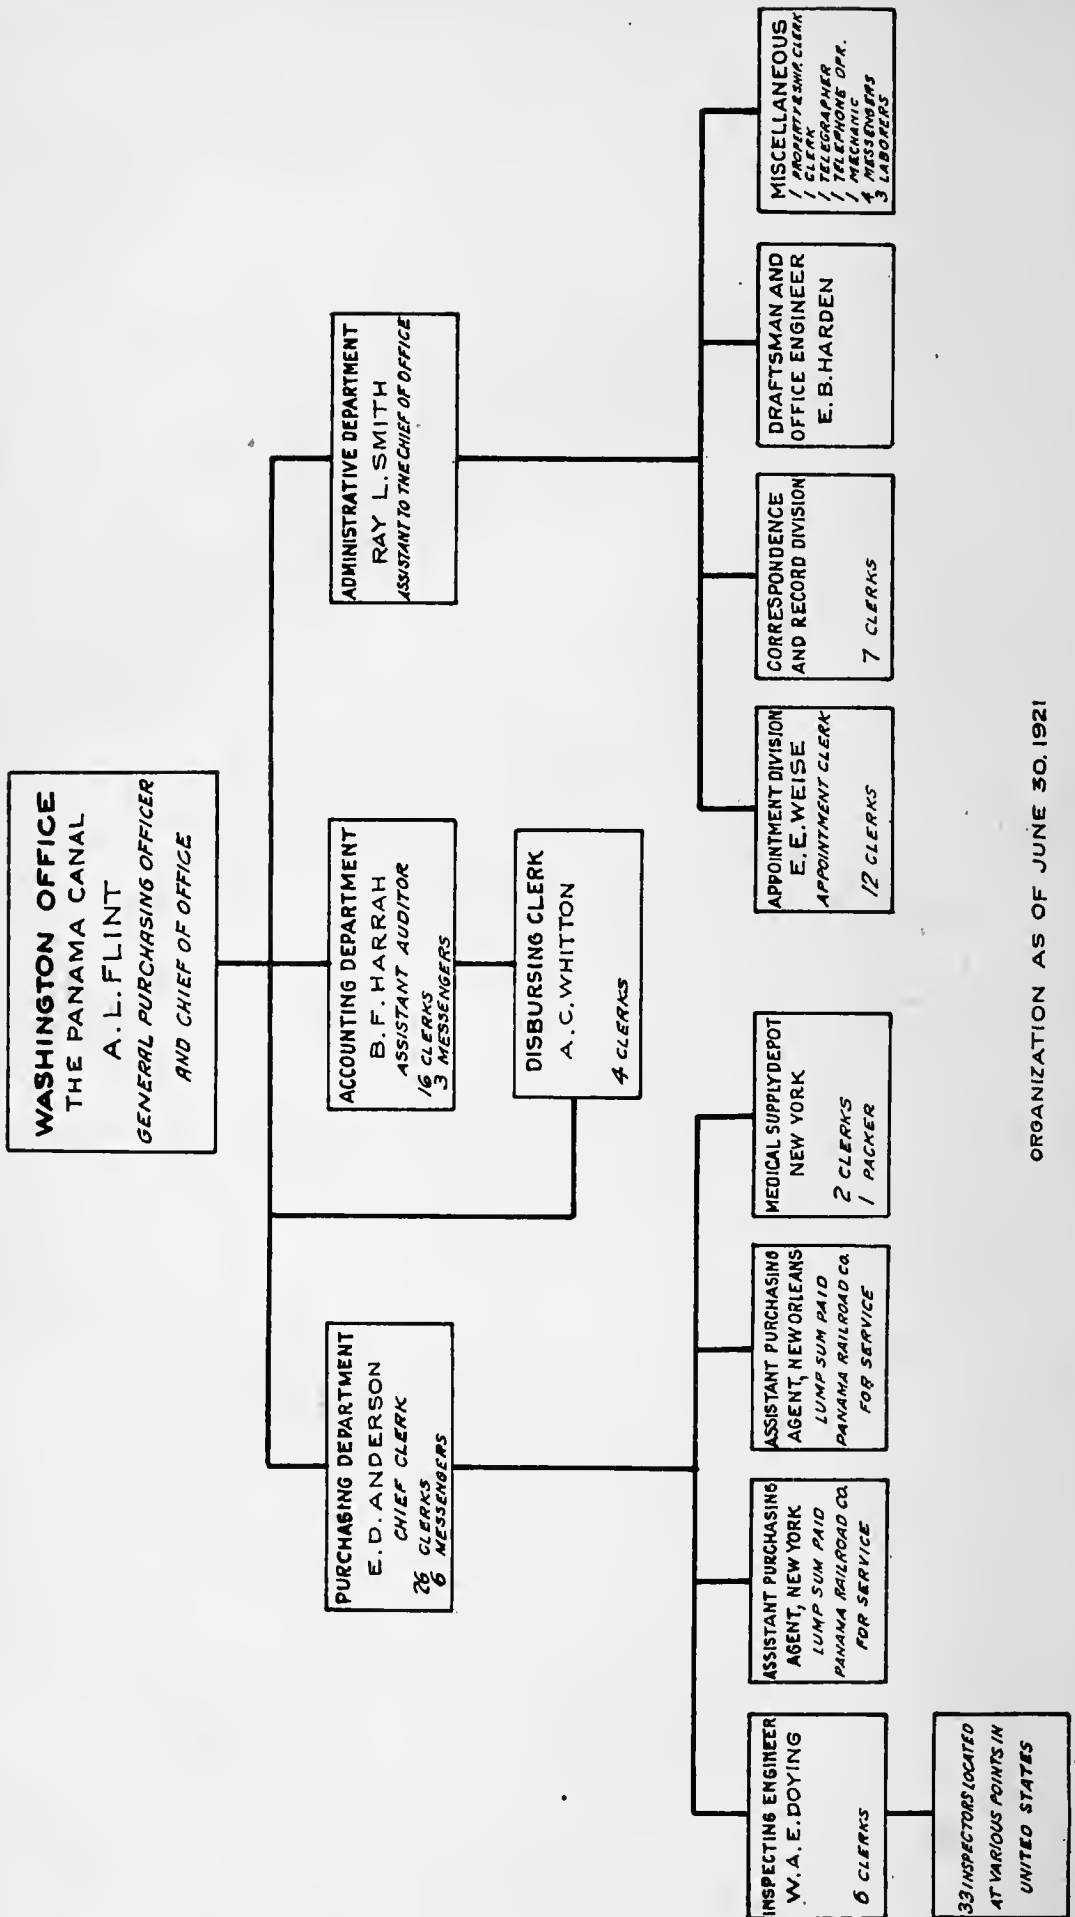 WASHINGTON OFFICE
THE PANAMA CANAL
A. L. FLINT
GENERAL PURCHASING OFFICER
AND CHIEF OF OFFICE
PURCHASING DEPARTMENT
E. D. ANDERSON
CHIEF CLERK
26 CLERKS
6 MESSENGERS
ACCOUNTING DEPARTMENT
B. F. HARRAH
ASSISTANT AUDITOR
16 CLERKS
3 MESSENGERS
ADMINISTRATIVE DEPARTMENT
RAY L. SMITH
ASSISTANT TO THE CHIEF OF OFFICE
DISBURSING CLERK
A. C. WHITTON
4 CLERKS
INSPECTING ENGINEER
W. A. E. DOYING
6 CLERKS
ASSISTANT PURCHASING
AGENT, NEW YORK
LUMP SUM PAID
PANAMA RAILROAD CO.
FOR SERVICE
ASSISTANT PURCHASING
AGENT, NEW ORLEANS
LUMP SUM PAID
PANAMA RAILROAD CO.
FOR SERVICE
MEDICAL SUPPLY DEPOT
NEW YORK
2 CLERKS
1 PACKER
APPOINTMENT DIVISION
E. E. WEISE
APPOINTMENT CLERK
12 CLERKS
CORRESPONDENCE
AND RECORD DIVISION
7 CLERKS
DRAFTSMAN AND
OFFICE ENGINEER
E. B. HARDEN
MISCELLANEOUS
1 PROPERTY & SHIP. CLERK
1 CLERK
1 TELEGRAPHER
1 TELEPHONE OPR.
1 MECHANIC
4 MESSENGERS
3 LABORERS
33 INSPECTORS LOCATED
AT VARIOUS POINTS IN
UNITED STATES
ORGANIZATION AS OF JUNE 30, 1921